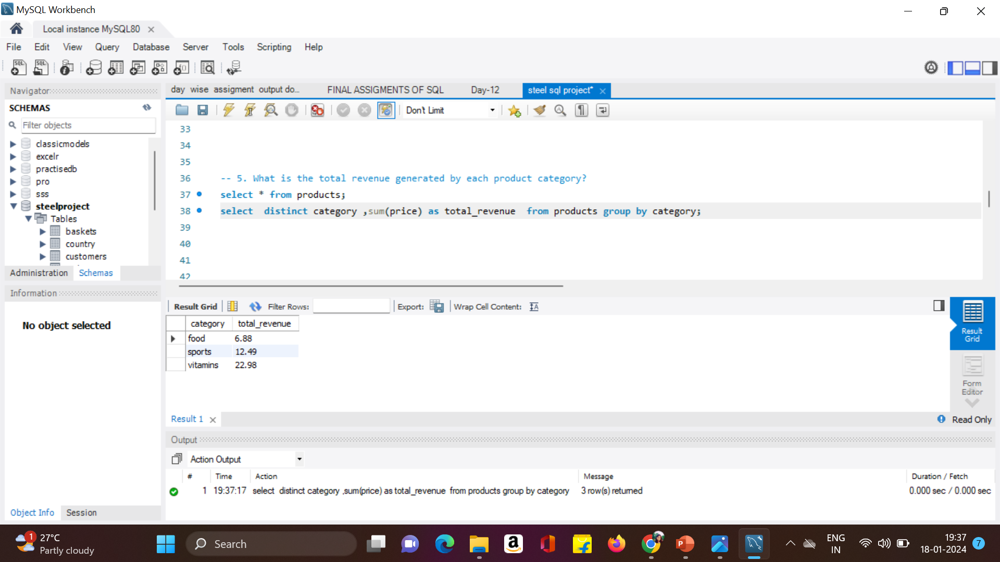 MySQL Workbench
Local instance MySQL80
File Edit View Query Database Server Tools Scripting Help
Navigator
SCHEMAS
Filter objects
classicmodels
excelr
practisedb
pro
sss
steelproject
Tables
baskets
country
customers
Administration Schemas
Information
No object selected
Object Info Session
day wise assigment output do... FINAL ASSIGMENTS OF SQL Day-12 steel sql project*
Don't Limit
33
34
35
36 -- 5. What is the total revenue generated by each product category?
37 select * from products;
38 select distinct category ,sum(price) as total_revenue from products group by category;
39
40
41
42
Result Grid Filter Rows: Export: Wrap Cell Content:
category total_revenue
food 6.88
sports 12.49
vitamins 22.98
Result Grid
Form Editor
Result 1
Read Only
Output
Action Output
# Time Action Message Duration / Fetch
1 19:37:17 select distinct category ,sum(price) as total_revenue from products group by category 3 row(s) returned 0.000 sec / 0.000 sec
1 27°C
Partly cloudy
Search
ENG
IN
19:37
18-01-2024
7